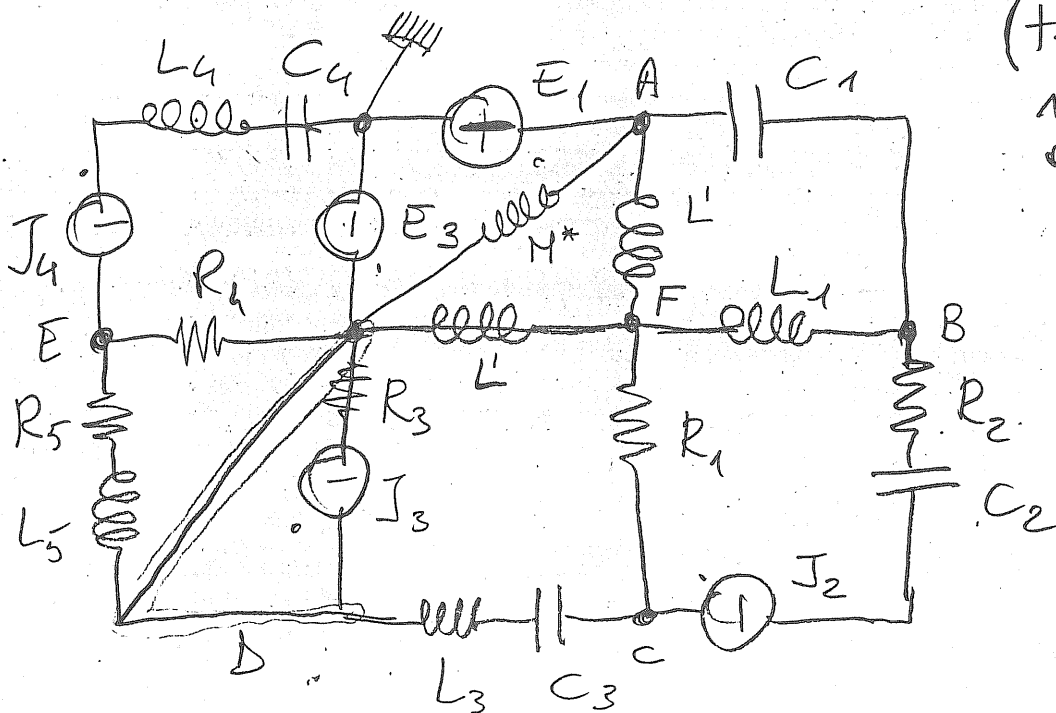 L4 C4 E1 A C1
(t
J4 E3 M* L'
R4 F L1
E B
L'
R5 R3 R1 R2
L5 J3 C2
J2
D C
L3 C3